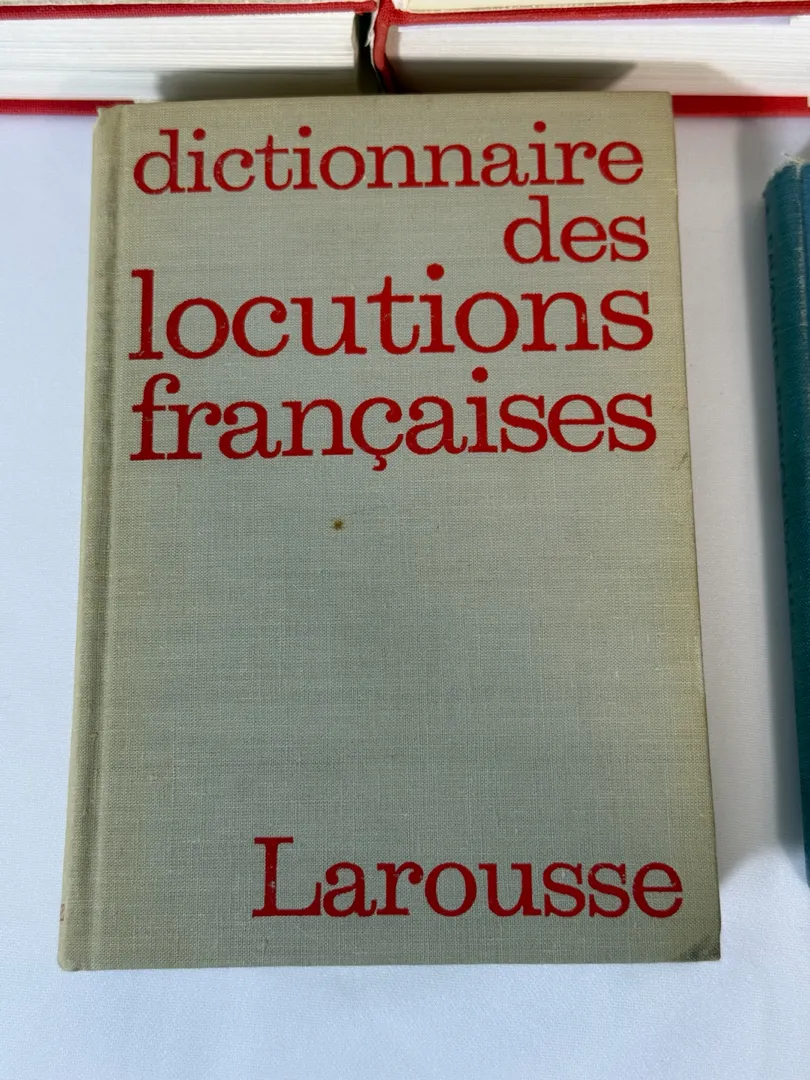 dictionnaire
des
locutions
françaises
Larousse